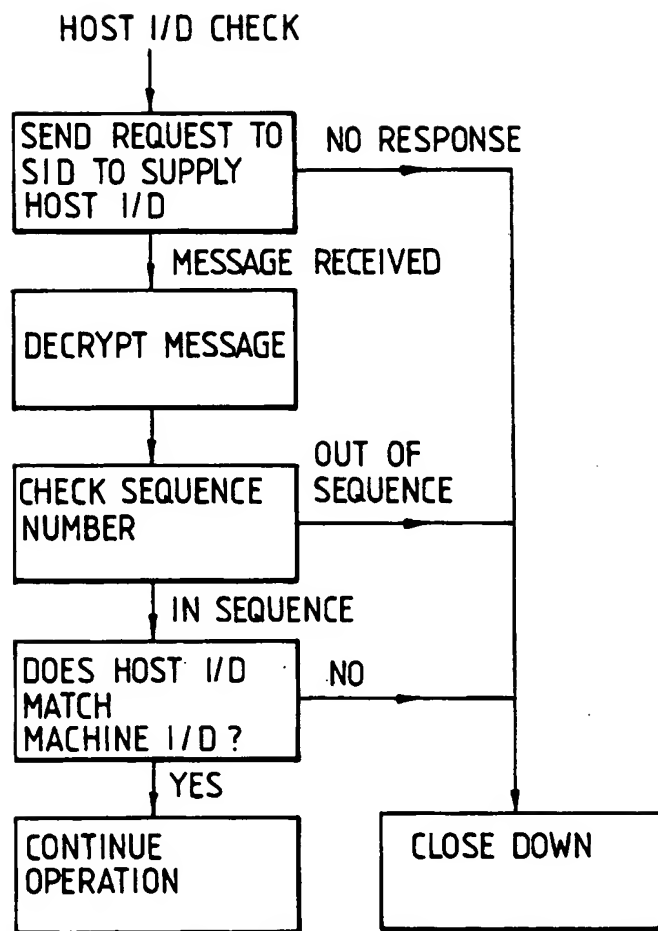 HOST I/D CHECK
SEND REQUEST TO
SID TO SUPPLY
HOST I/D
NO RESPONSE
MESSAGE RECEIVED
DECRYPT MESSAGE
CHECK SEQUENCE
NUMBER
OUT OF
SEQUENCE
IN SEQUENCE
DOES HOST I/D
MATCH
MACHINE I/D?
NO
YES
CONTINUE
OPERATION
CLOSE DOWN